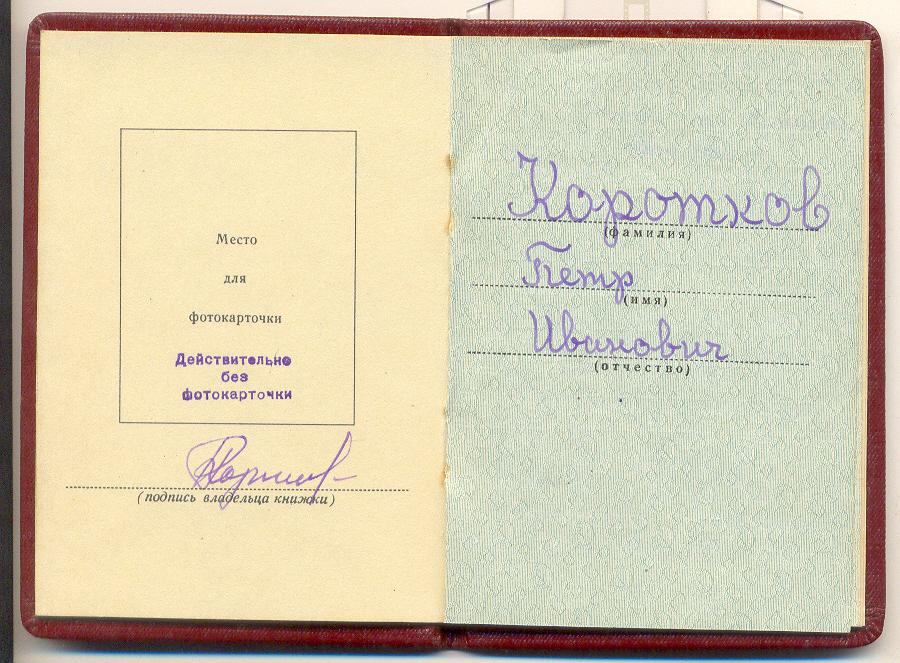 Место
для
фотокарточки
Действительно
без
фотокарточки
(подпись владельца книжки)
Коротков
(фамилия)
Петр
(имя)
Иванович
(отчество)